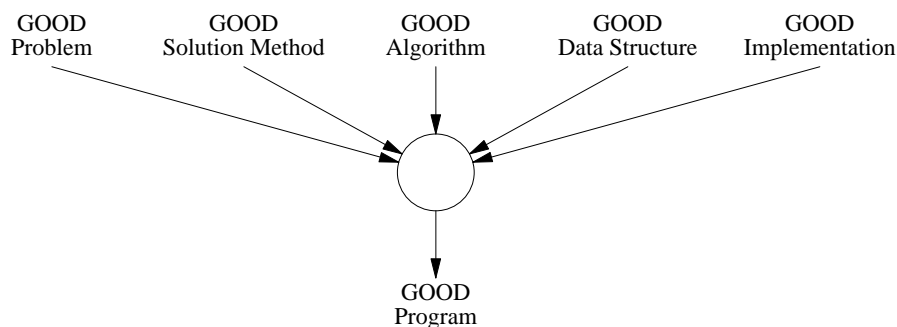 GOOD
Problem
GOOD
Solution Method
GOOD
Algorithm
GOOD
Data Structure
GOOD
Implementation
GOOD
Program